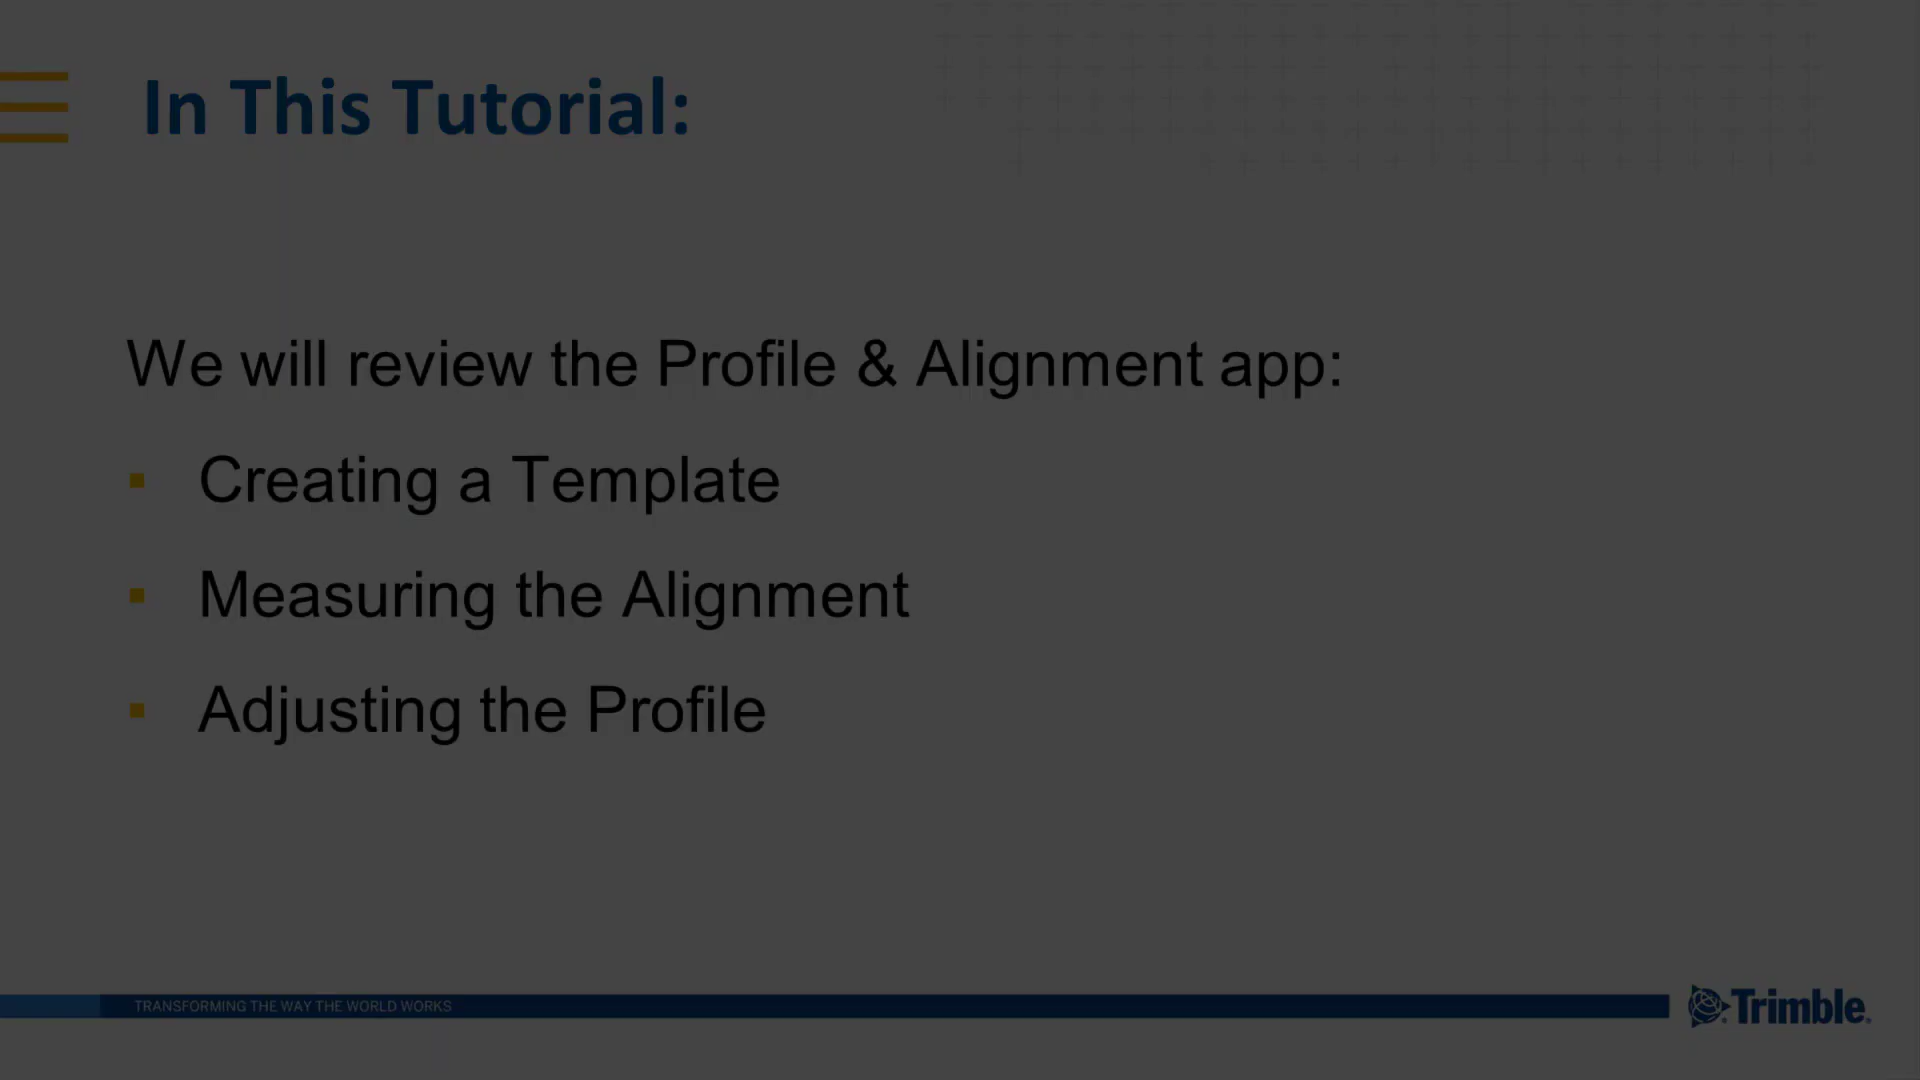 In This Tutorial:
We will review the Profile & Alignment app:
▪ Creating a Template
▪ Measuring the Alignment
▪ Adjusting the Profile
TRANSFORMING THE WAY THE WORLD WORKS
Trimble